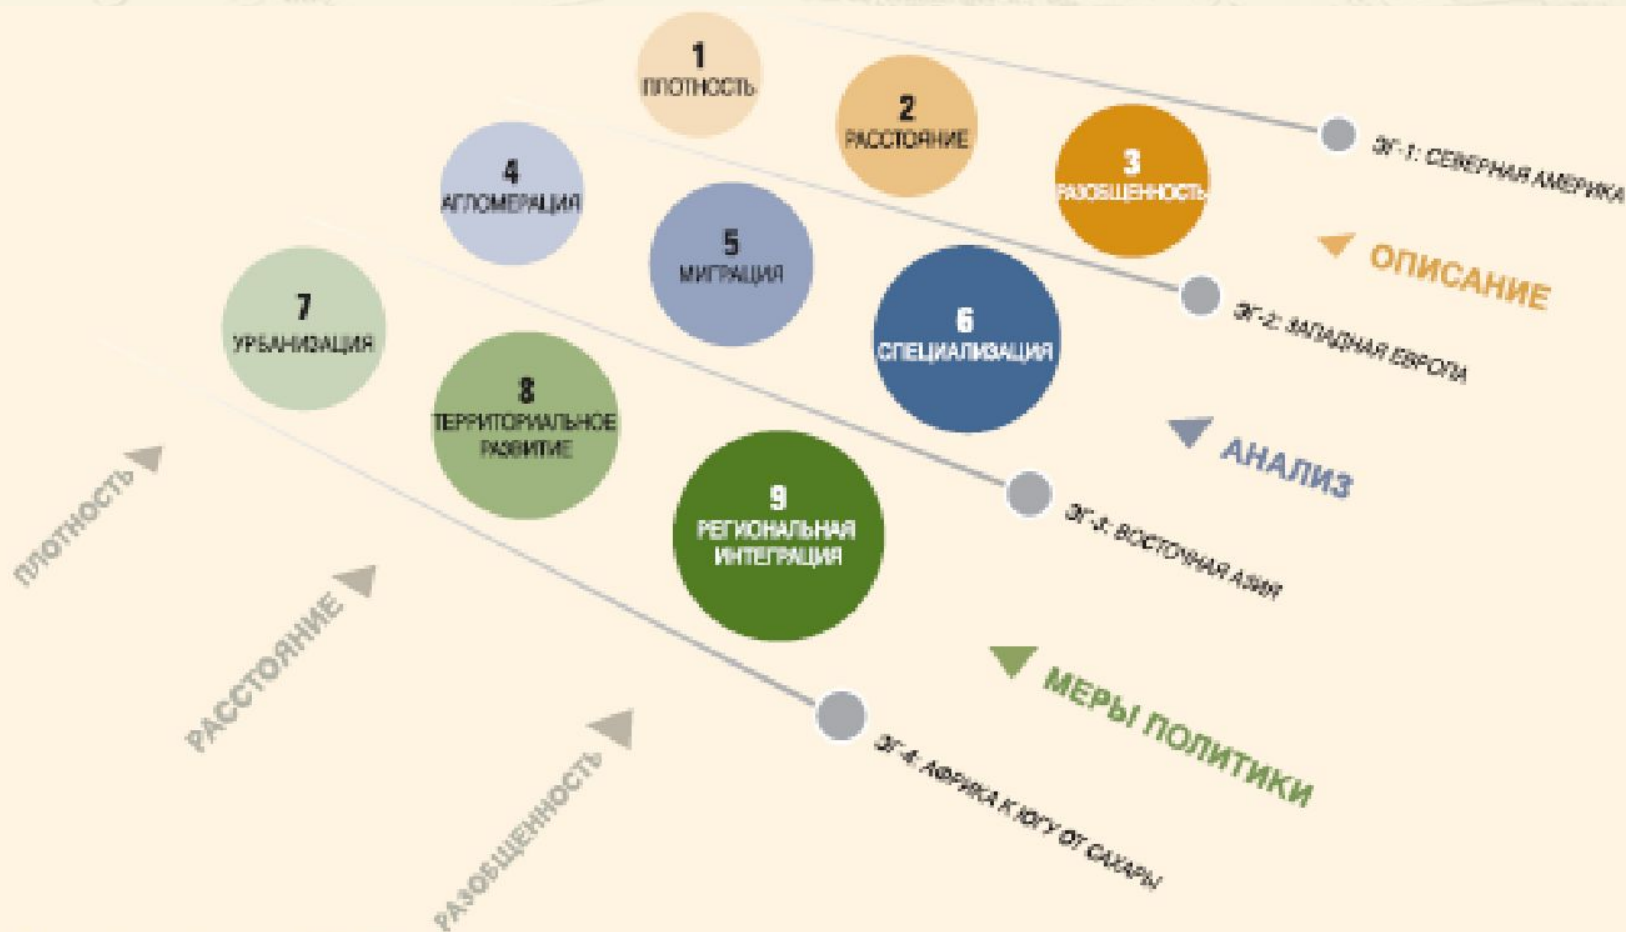 1
ПЛОТНОСТЬ
2
РАССТОЯНИЕ
3
РАЗОБЩЕННОСТЬ
ЭГ-1: СЕВЕРНАЯ АМЕРИКА
ОПИСАНИЕ
4
АГЛОМЕРАЦИЯ
5
МИГРАЦИЯ
6
СПЕЦИАЛИЗАЦИЯ
ЭГ-2: ЗАПАДНАЯ ЕВРОПА
АНАЛИЗ
7
УРБАНИЗАЦИЯ
8
ТЕРРИТОРИАЛЬНОЕ
РАЗВИТИЕ
9
РЕГИОНАЛЬНАЯ
ИНТЕГРАЦИЯ
ЭГ-3: ВОСТОЧНАЯ АЗИЯ
МЕРЫ ПОЛИТИКИ
ЭГ-4: АФРИКА К ЮГУ ОТ САХАРЫ
ПЛОТНОСТЬ
РАССТОЯНИЕ
РАЗОБЩЕННОСТЬ